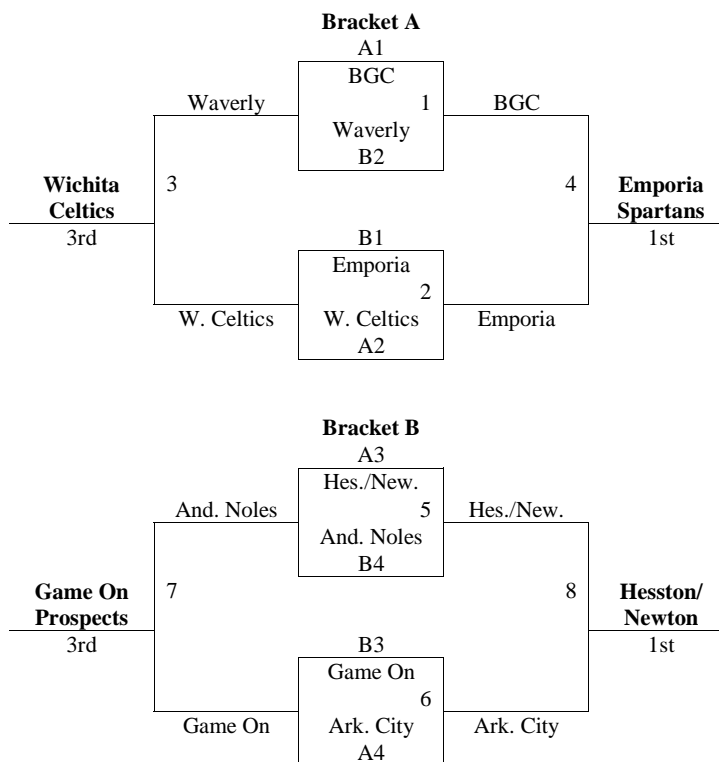 Bracket A
A1
BGC
Waverly 1 BGC
Waverly
B2
Wichita 3 4 Emporia
Celtics Spartans
3rd B1 1st
Emporia
2
W. Celtics W. Celtics Emporia
A2
Bracket B
A3
Hes./New.
And. Noles 5 Hes./New.
And. Noles
B4
Game On 7 8 Hesston/
Prospects Newton
3rd B3 1st
Game On
6
Game On Ark. City Ark. City
A4